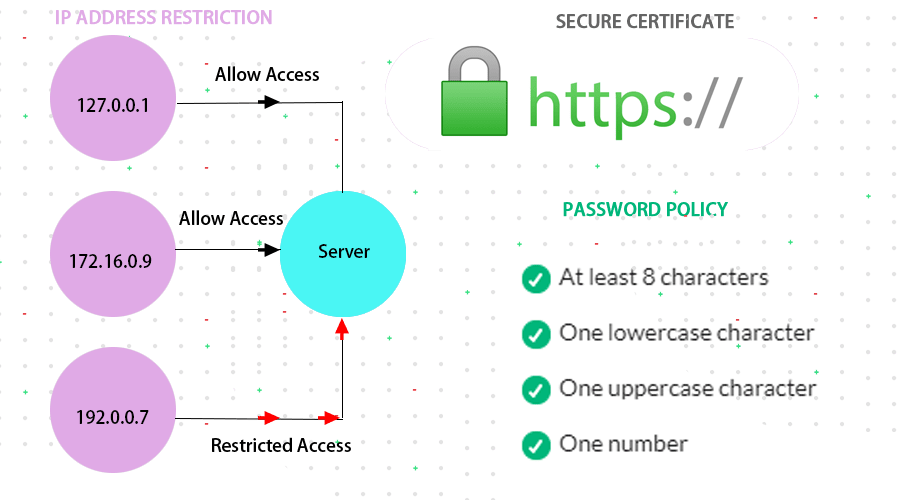 IP ADDRESS RESTRICTION
127.0.0.1
Allow Access
172.16.0.9
Allow Access
Server
192.0.0.7
Restricted Access
SECURE CERTIFICATE
https://
PASSWORD POLICY
At least 8 characters
One lowercase character
One uppercase character
One number